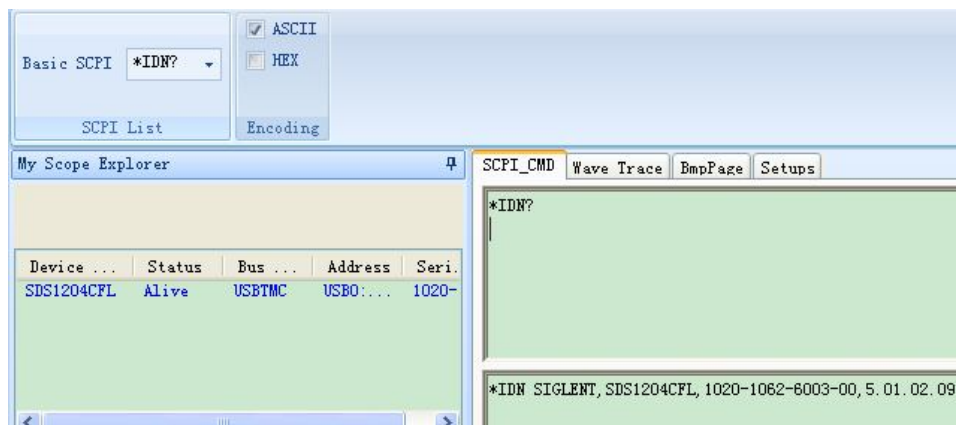 ASCII
Basic SCPI *IDN?
HEX
SCPI List
Encoding
My Scope Explorer
SCPI_CMD Wave Trace BmpPage Setups
*IDN?
Device ... Status Bus ... Address Seri.
SDS1204CFL Alive USBTMC USB0:... 1020-
*IDN SIGLENT,SDS1204CFL,1020-1062-6003-00,5.01.02.09